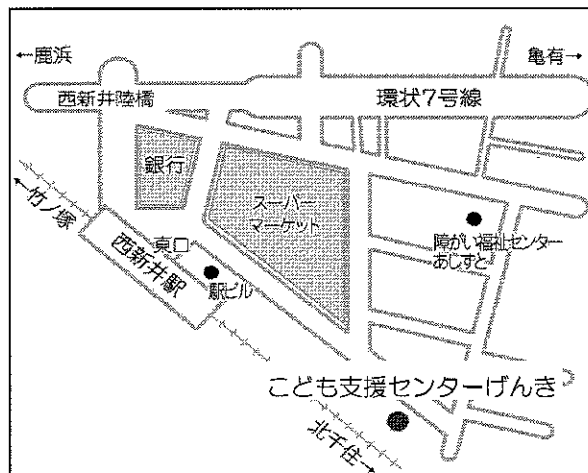 ←鹿浜
亀有→
西新井陸橋
環状7号線
銀行
スーパー
マーケット
←竹ノ塚
東口
西新井駅
駅ビル
障がい福祉センター
あしすと
こども支援センターげんき
北千住→